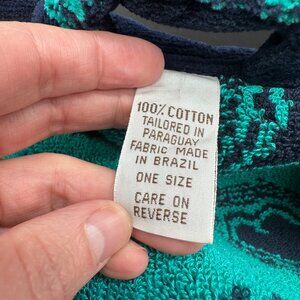 100% COTTON
TAILORED IN
PARAGUAY
FABRIC MADE
IN BRAZIL
ONE SIZE
CARE ON
REVERSE